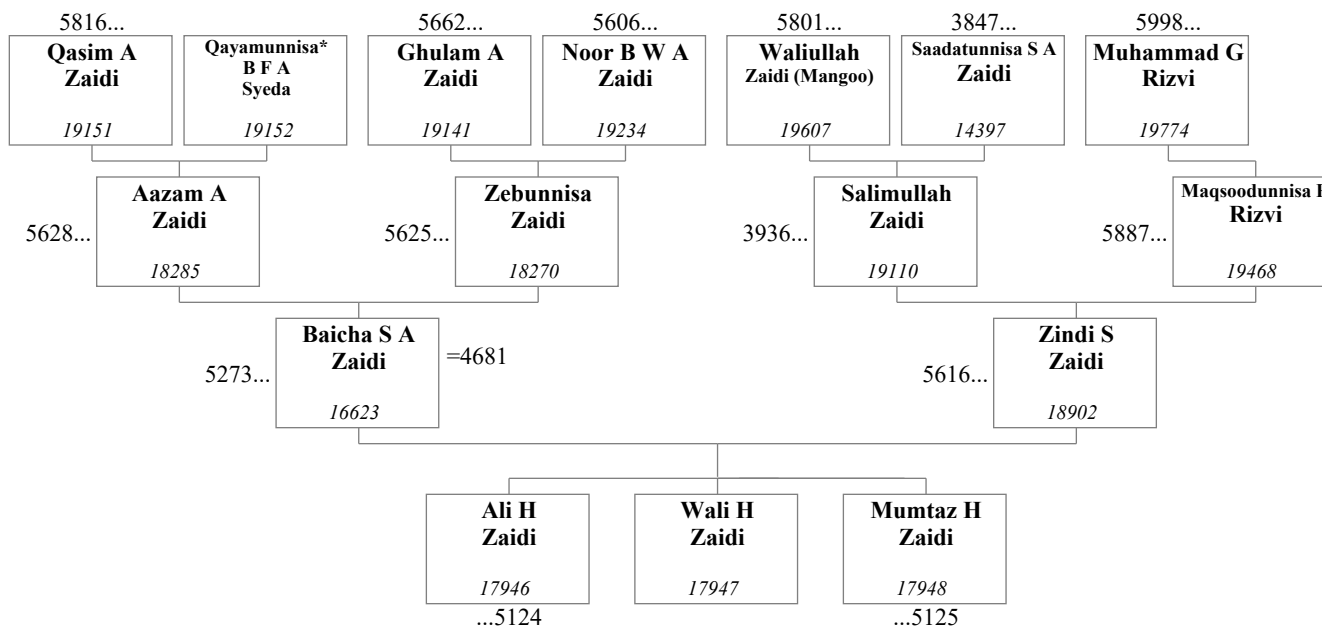 5816...
5662...
5606...
5801...
3847...
5998...
Qasim A
Zaidi
19151
Qayamunnisa*
B F A
Syeda
19152
Ghulam A
Zaidi
19141
Noor B W A
Zaidi
19234
Waliullah
Zaidi (Mangoo)
19607
Saadatunnisa S A
Zaidi
14397
Muhammad G
Rizvi
19774
5628...
Aazam A
Zaidi
18285
5625...
Zebunnisa
Zaidi
18270
3936...
Salimullah
Zaidi
19110
5887...
Maqsoodunnisa
Rizvi
19468
5273...
Baicha S A
Zaidi
16623
=4681
5616...
Zindi S
Zaidi
18902
Ali H
Zaidi
17946
Wali H
Zaidi
17947
Mumtaz H
Zaidi
17948
...5124
...5125